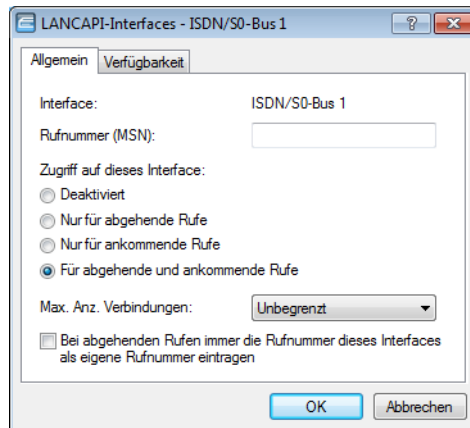 LANCAPI-Interfaces - ISDN/S0-Bus 1
Allgemein Verfügbarkeit
Interface: ISDN/S0-Bus 1
Rufnummer (MSN):
Zugriff auf dieses Interface:
Deaktiviert
Nur für abgehende Rufe
Nur für ankommende Rufe
Für abgehende und ankommende Rufe
Max. Anz. Verbindungen: Unbegrenzt
Bei abgehenden Rufen immer die Rufnummer dieses Interfaces
als eigene Rufnummer eintragen
OK Abbrechen